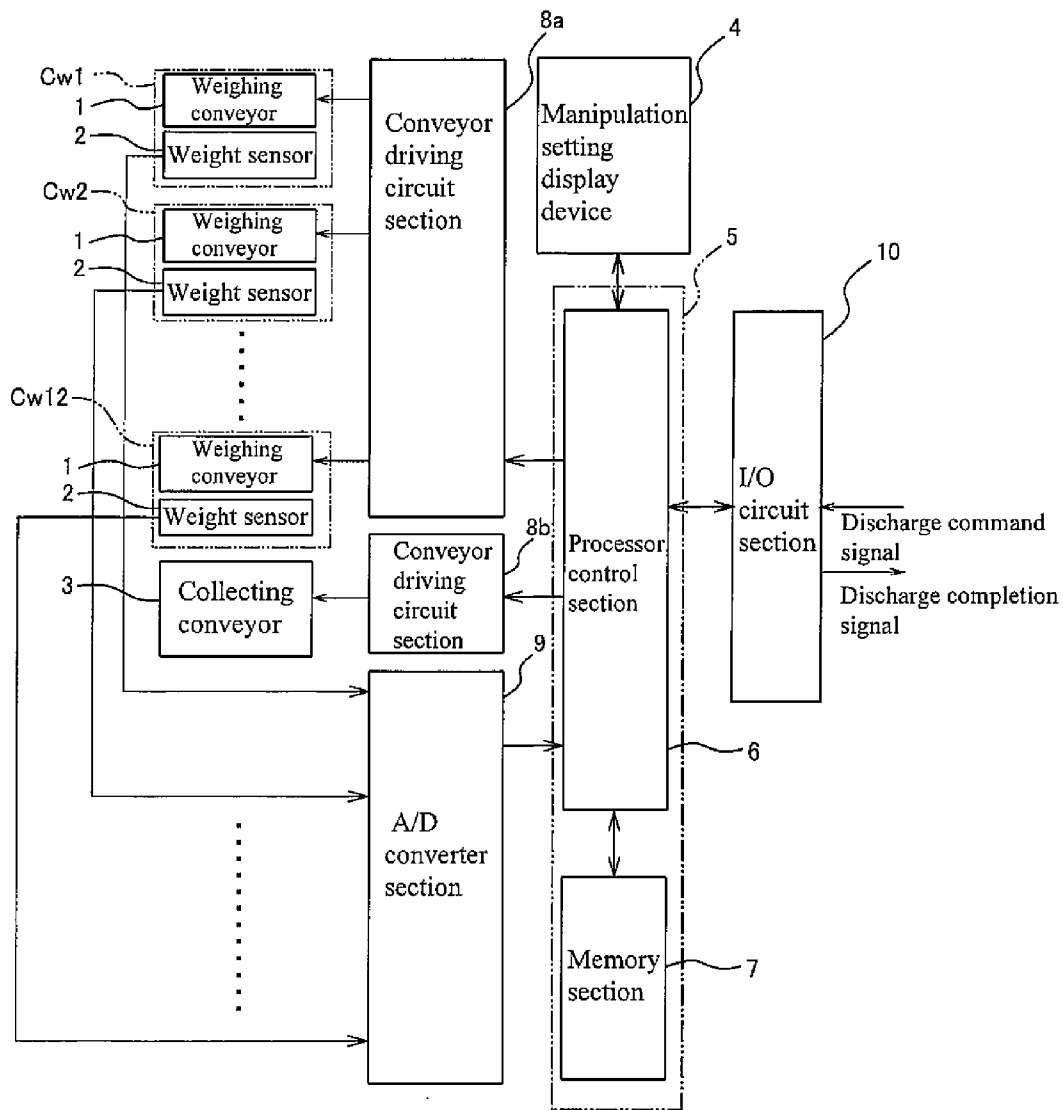 8a
4
Cw1
Weighing
conveyor
1
2
Weight sensor
Conveyor
driving
circuit
section
Manipulation
setting
display
device
Cw2
Weighing
conveyor
1
2
Weight sensor
5
10
Cw12
Weighing
conveyor
1
2
Weight sensor
I/O
circuit
section
Discharge command
signal
Discharge completion
signal
8b
3
Collecting
conveyor
Conveyor
driving
circuit
section
Processor
control
section
9
6
A/D
converter
section
Memory
section
7